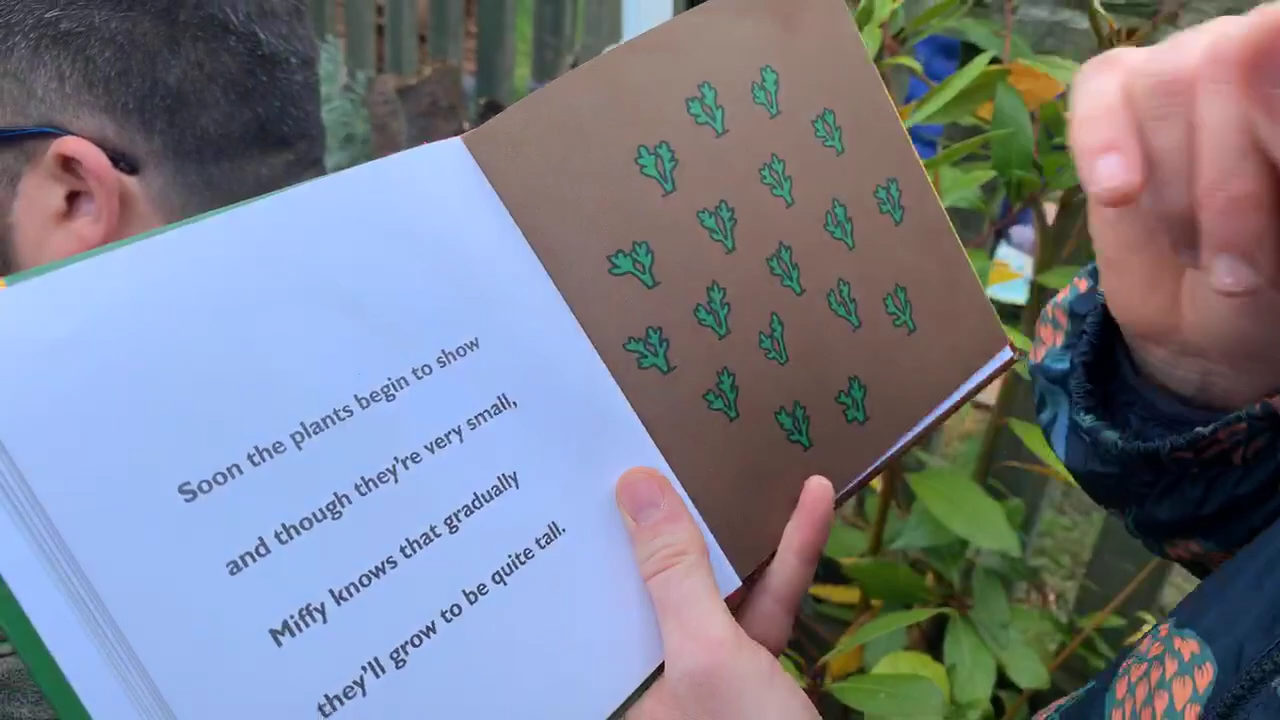 Soon the plants begin to show
and though they're very small,
Miffy knows that gradually
they'll grow to be quite tall.